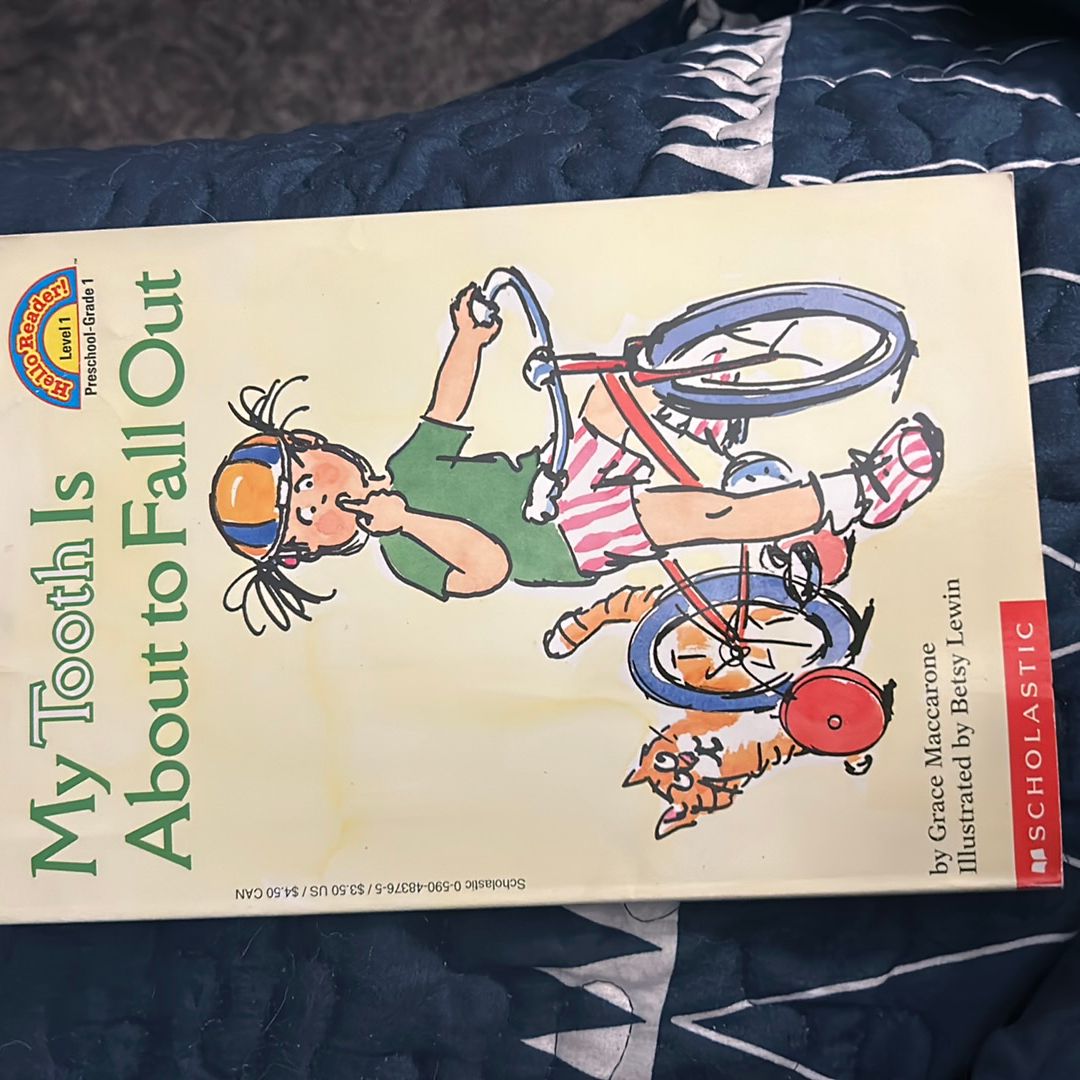 Hello Reader!
Level 1
Preschool-Grade 1
My Tooth Is
About to Fall Out
Scholastic 0-590-48376-5 / $3.50 US / $4.50 CAN
by Grace Maccarone
Illustrated by Betsy Lewin
SCHOLASTIC